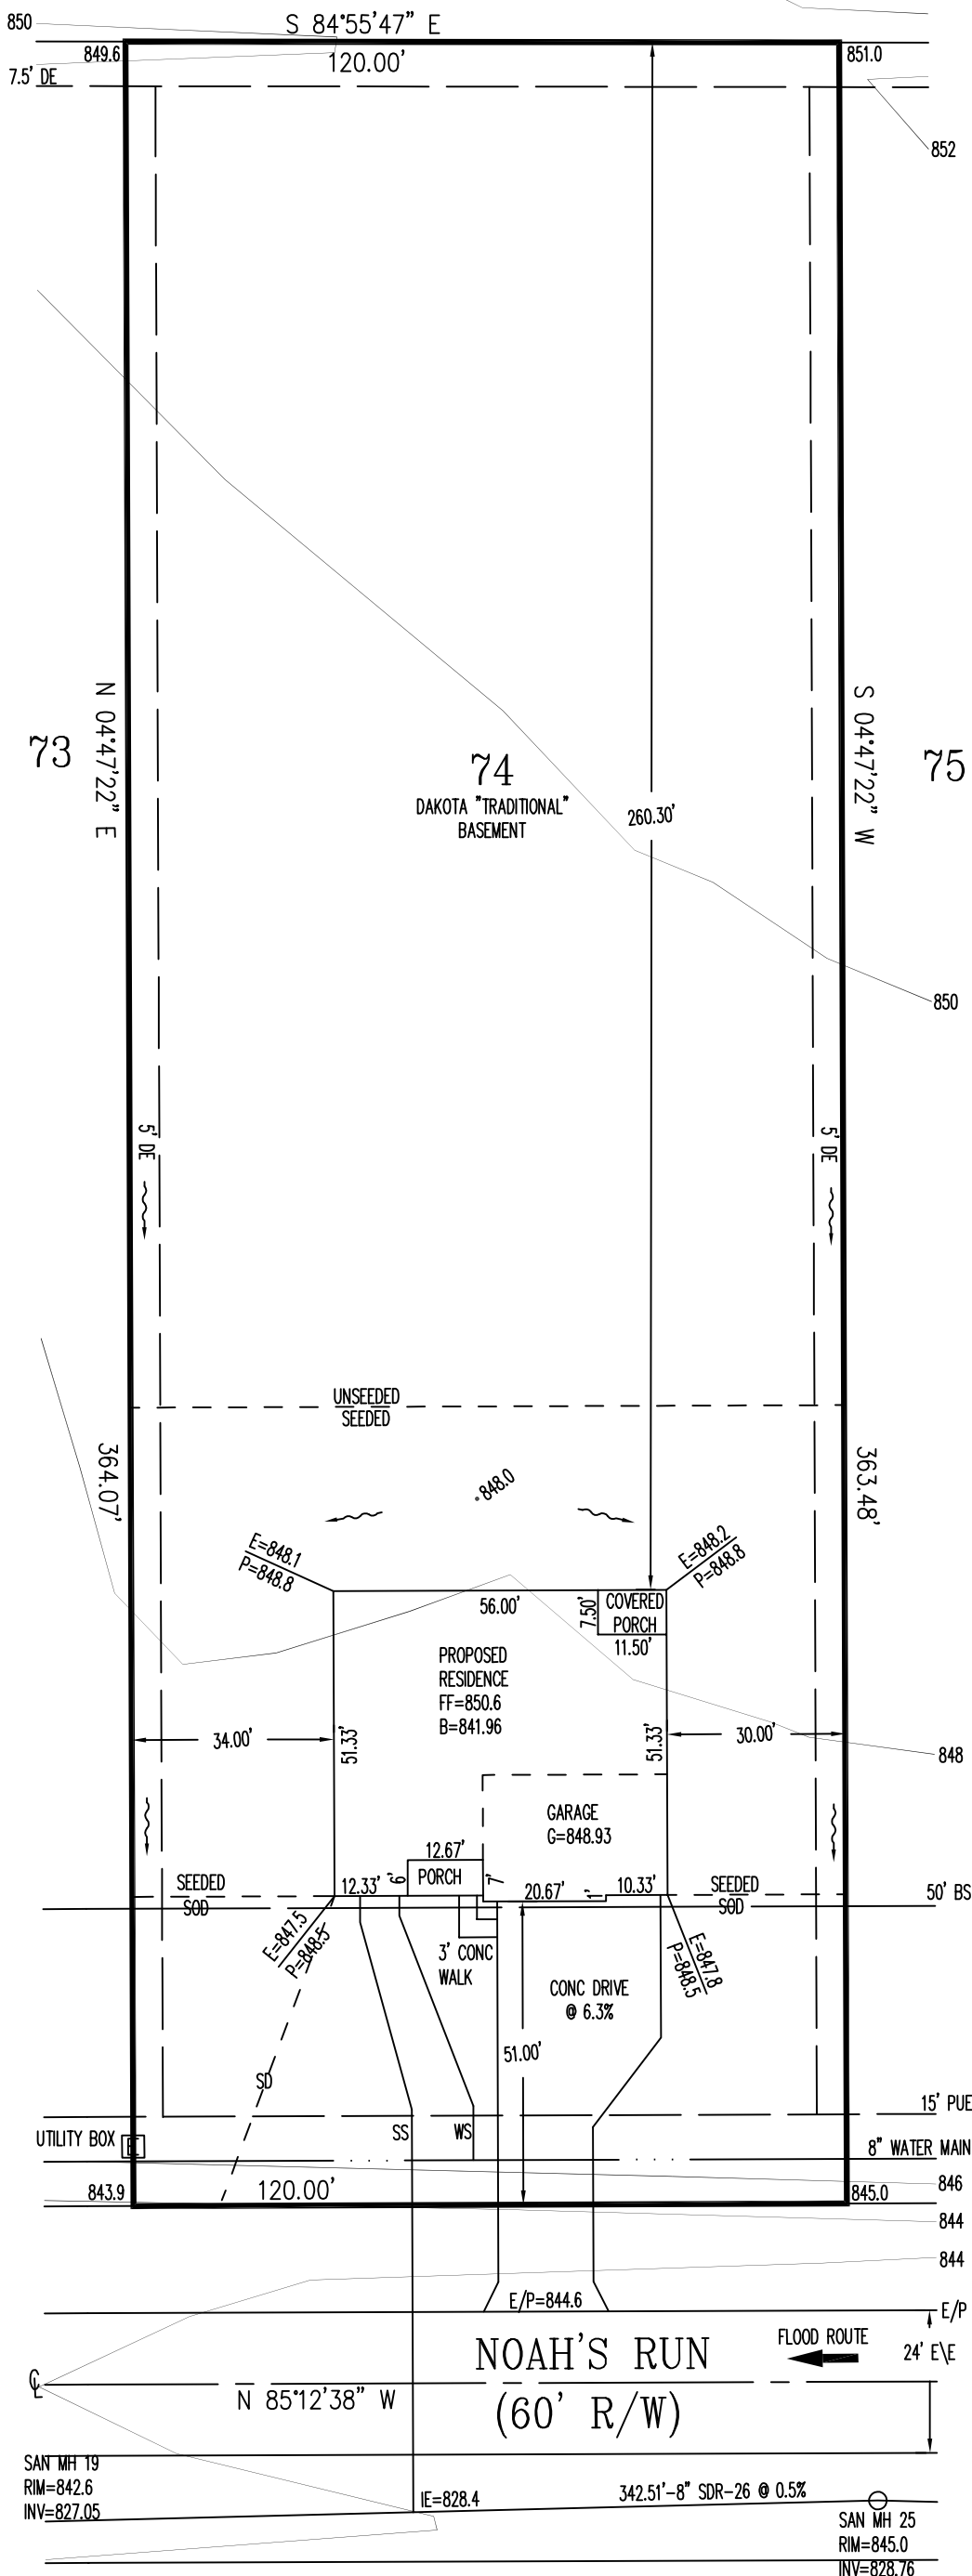 850
S 84°55'47" E
849.6
120.00'
851.0
7.5' DE
852
73
N 04°47'22" E
74
DAKOTA "TRADITIONAL"
BASEMENT
260.30'
S 04°47'22" W
75
850
5' DE
5' DE
UNSEEDED
SEEDED
364.07'
363.48'
848.0
E=848.1
P=848.8
E=848.2
P=848.8
56.00'
7.50'
COVERED
PORCH
11.50'
PROPOSED
RESIDENCE
FF=850.6
B=841.96
34.00'
51.33'
51.33'
30.00'
848
GARAGE
G=848.93
12.67'
6'
PORCH
7'
12.33'
20.67'
1'
10.33'
SEEDED
SOD
SEEDED
SOD
50' BS
E=847.5
P=848.5
3' CONC
WALK
E=847.8
P=848.5
CONC DRIVE
@ 6.3%
51.00'
SD
15' PUE
UTILITY BOX
E
SS
WS
8" WATER MAIN
846
843.9
120.00'
845.0
844
844
E/P=844.6
E/P
NOAH'S RUN
FLOOD ROUTE
24' E\E
℄
N 85°12'38" W
(60' R/W)
SAN MH 19
RIM=842.6
INV=827.05
IE=828.4
342.51'-8" SDR-26 @ 0.5%
SAN MH 25
RIM=845.0
INV=828.76